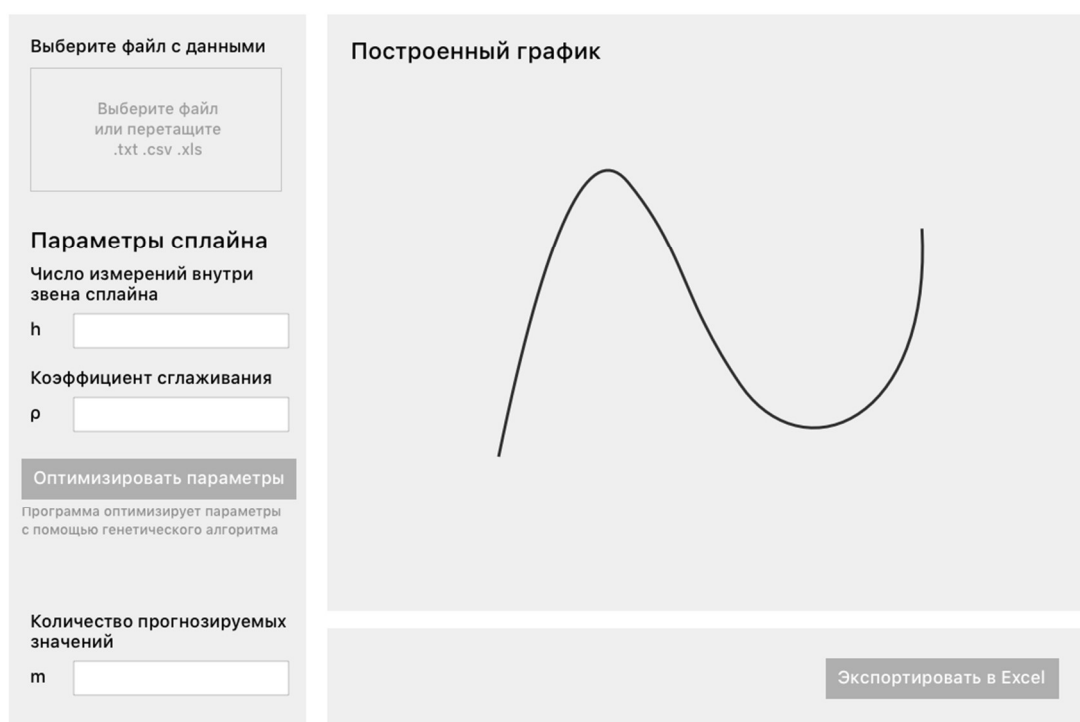 Выберите файл с данными
Выберите файл
или перетащите
.txt .csv .xls
Параметры сплайна
Число измерений внутри
звена сплайна
h
Коэффициент сглаживания
ρ
Оптимизировать параметры
Программа оптимизирует параметры
с помощью генетического алгоритма
Количество прогнозируемых
значений
m
Построенный график
Экспортировать в Excel